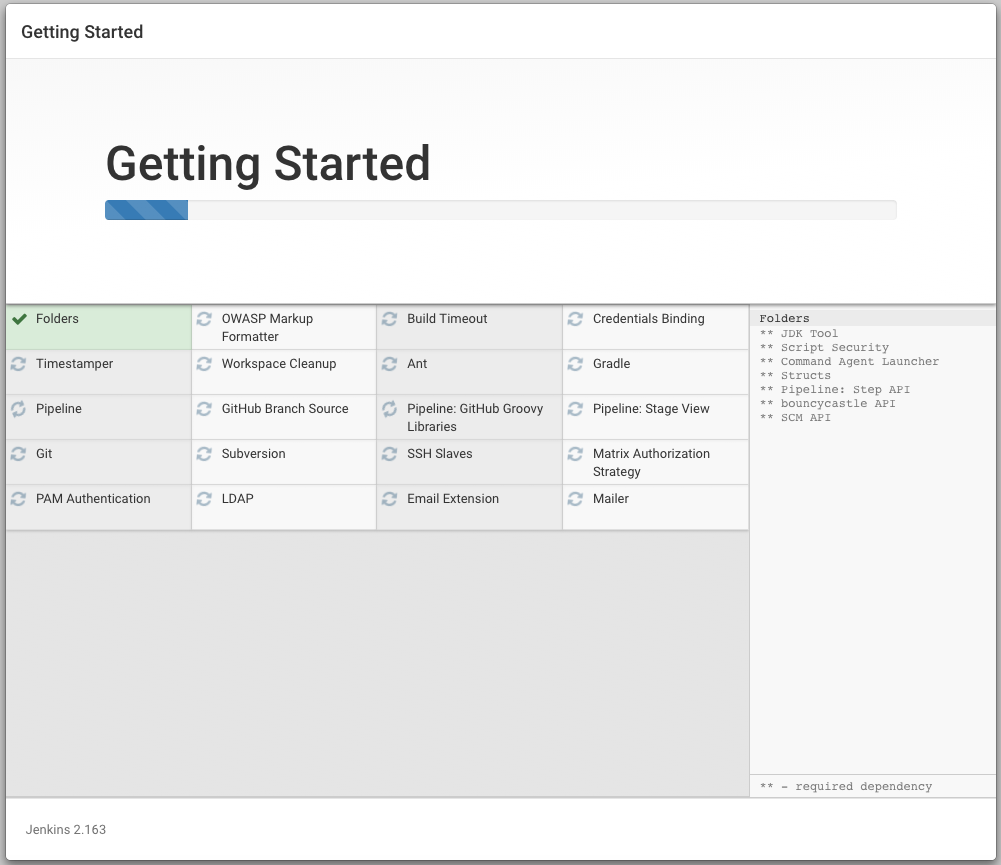 Getting Started
Getting Started
Folders
OWASP Markup
Formatter
Build Timeout
Credentials Binding
Timestamper
Workspace Cleanup
Ant
Gradle
Pipeline
GitHub Branch Source
Pipeline: GitHub Groovy
Libraries
Pipeline: Stage View
Git
Subversion
SSH Slaves
Matrix Authorization
Strategy
PAM Authentication
LDAP
Email Extension
Mailer
Folders
** JDK Tool
** Script Security
** Command Agent Launcher
** Structs
** Pipeline: Step API
** bouncycastle API
** SCM API
** - required dependency
Jenkins 2.163